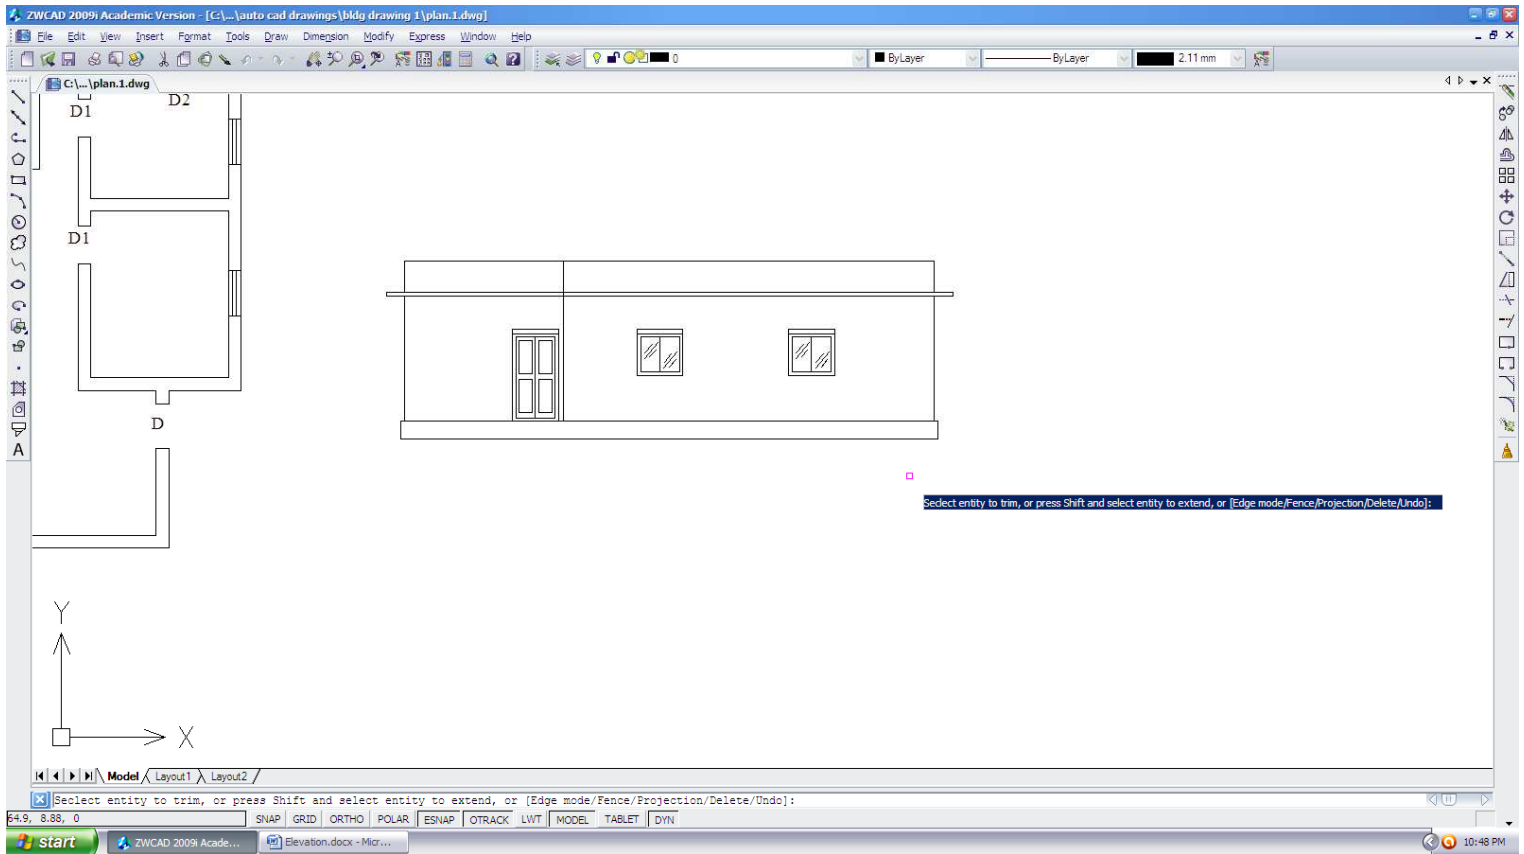 ZWCAD 2009i Academic Version - [C:\...\auto cad drawings\bldg drawing 1\plan.1.dwg]
File Edit View Insert Format Tools Draw Dimension Modify Express Window Help
0 ByLayer ByLayer 2.11 mm
C:\...\plan.1.dwg
D1 D2
D1
D
Seclect entity to trim, or press Shift and select entity to extend, or [Edge mode/Fence/Projection/Delete/Undo]:
Y
X
Model Layout1 Layout2
Seclect entity to trim, or press Shift and select entity to extend, or [Edge mode/Fence/Projection/Delete/Undo]:
64.9, 8.88, 0 SNAP GRID ORTHO POLAR ESNAP OTRACK LWT MODEL TABLET DYN
start ZWCAD 2009i Acade... Elevation.docx - Micr... 10:48 PM